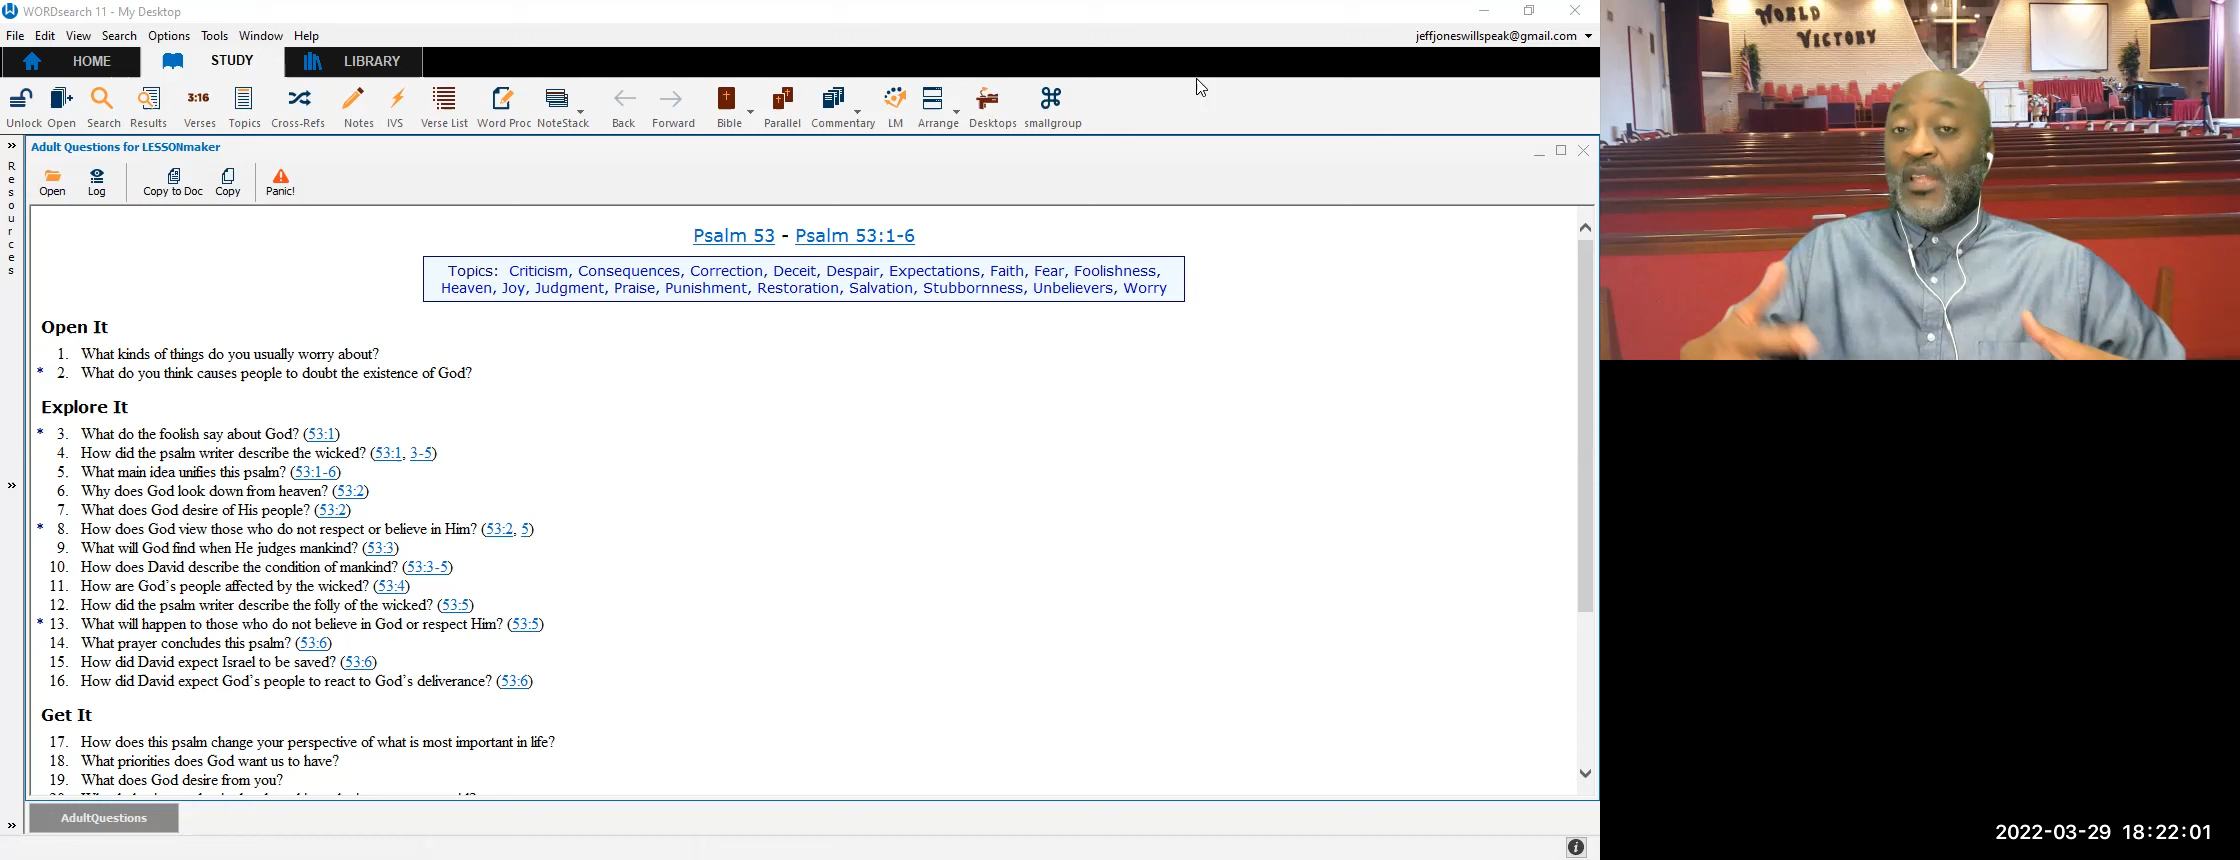 WORDsearch 11 - My Desktop
File Edit View Search Options Tools Window Help
jeffjoneswillspeak@gmail.com
HOME STUDY LIBRARY
3:16
Unlock Open Search Results Verses Topics Cross-Refs Notes IVS Verse List Word Proc NoteStack Back Forward Bible Parallel Commentary LM Arrange Desktops smallgroup
Resources
Adult Questions for LESSONmaker
Open Log Copy to Doc Copy Panic!
Psalm 53 - Psalm 53:1-6
Topics: Criticism, Consequences, Correction, Deceit, Despair, Expectations, Faith, Fear, Foolishness,
Heaven, Joy, Judgment, Praise, Punishment, Restoration, Salvation, Stubbornness, Unbelievers, Worry
Open It
1. What kinds of things do you usually worry about?
* 2. What do you think causes people to doubt the existence of God?
Explore It
* 3. What do the foolish say about God? (53:1)
4. How did the psalm writer describe the wicked? (53:1, 3-5)
5. What main idea unifies this psalm? (53:1-6)
6. Why does God look down from heaven? (53:2)
7. What does God desire of His people? (53:2)
* 8. How does God view those who do not respect or believe in Him? (53:2, 5)
9. What will God find when He judges mankind? (53:3)
10. How does David describe the condition of mankind? (53:3-5)
11. How are God's people affected by the wicked? (53:4)
12. How did the psalm writer describe the folly of the wicked? (53:5)
* 13. What will happen to those who do not believe in God or respect Him? (53:5)
14. What prayer concludes this psalm? (53:6)
15. How did David expect Israel to be saved? (53:6)
16. How did David expect God's people to react to God's deliverance? (53:6)
Get It
17. How does this psalm change your perspective of what is most important in life?
18. What priorities does God want us to have?
19. What does God desire from you?
AdultQuestions
WORLD
VICTORY
2022-03-29 18:22:01